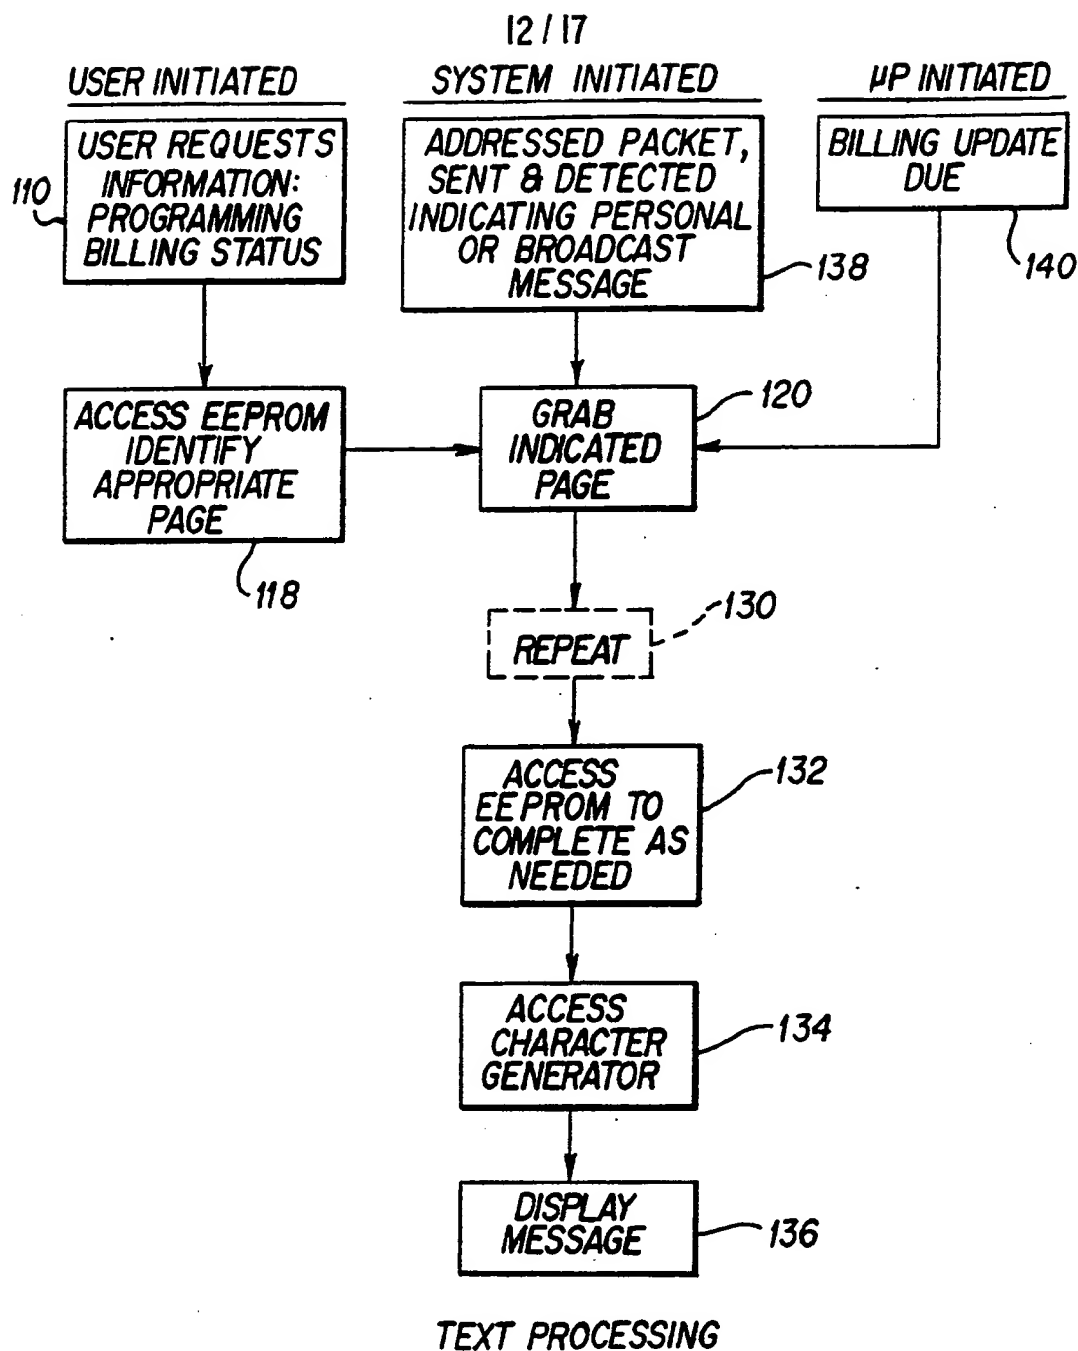 12/17
USER INITIATED
SYSTEM INITIATED
µP INITIATED
USER REQUESTS
INFORMATION:
PROGRAMMING
BILLING STATUS
110
ADDRESSED PACKET,
SENT & DETECTED
INDICATING PERSONAL
OR BROADCAST
MESSAGE
138
BILLING UPDATE
DUE
140
ACCESS EEPROM
IDENTIFY
APPROPRIATE
PAGE
118
GRAB
INDICATED
PAGE
120
REPEAT
130
ACCESS
EEPROM TO
COMPLETE AS
NEEDED
132
ACCESS
CHARACTER
GENERATOR
134
DISPLAY
MESSAGE
136
TEXT PROCESSING